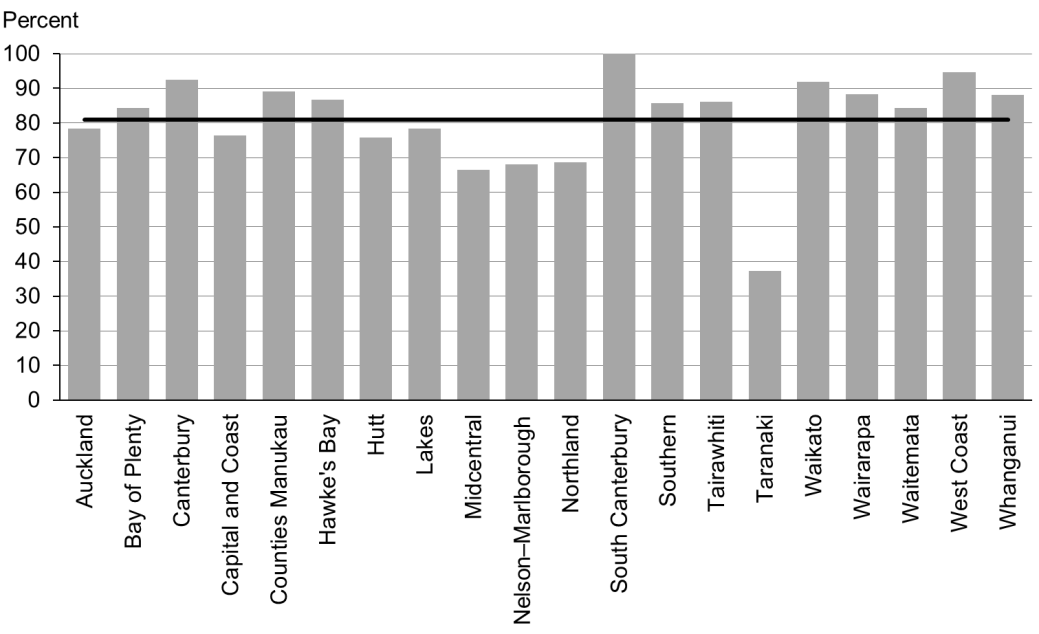 Percent
100
90
80
70
60
50
40
30
20
10
0
Auckland
Bay of Plenty
Canterbury
Capital and Coast
Counties Manukau
Hawke's Bay
Hutt
Lakes
Midcentral
Nelson–Marlborough
Northland
South Canterbury
Southern
Tairawhiti
Taranaki
Waikato
Wairarapa
Waitemata
West Coast
Whanganui